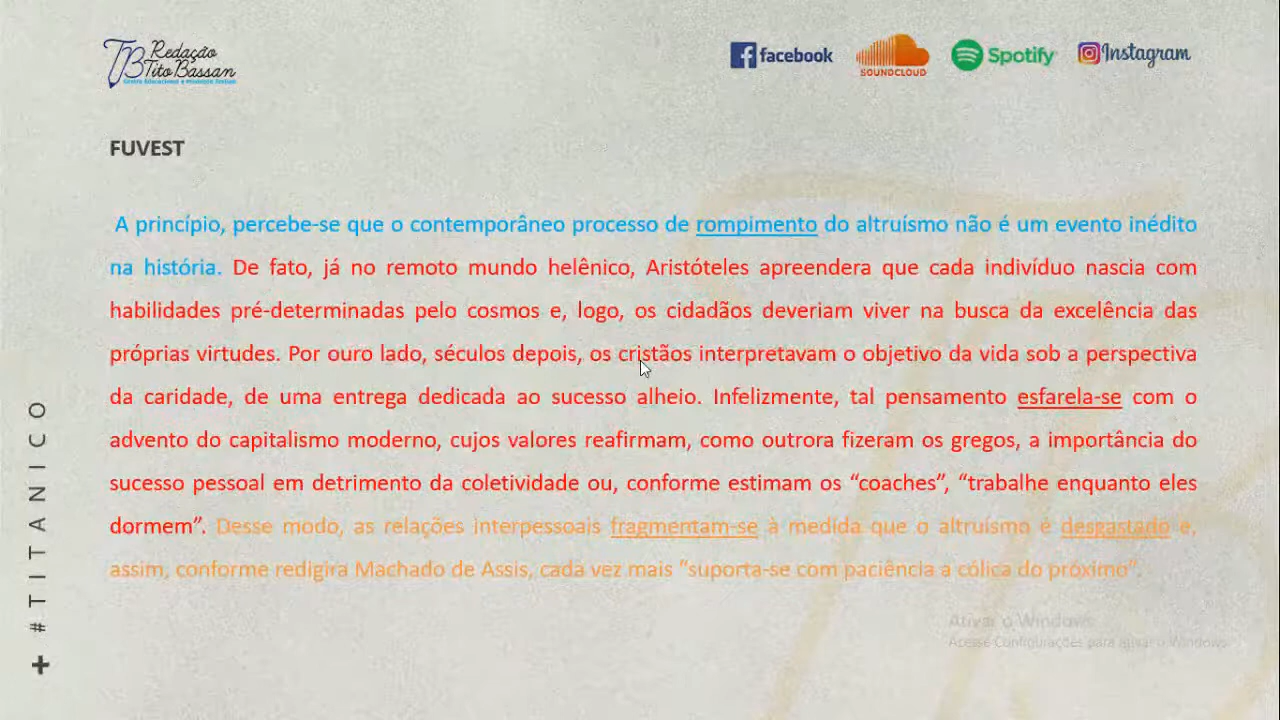 Redação
Tito Bassan
facebook
SOUNDCLOUD
Spotify
Instagram
FUVEST
A princípio, percebe-se que o contemporâneo processo de rompimento do altruísmo não é um evento inédito
na história. De fato, já no remoto mundo helênico, Aristóteles apreendera que cada indivíduo nascia com
habilidades pré-determinadas pelo cosmos e, logo, os cidadãos deveriam viver na busca da excelência das
próprias virtudes. Por ouro lado, séculos depois, os cristãos interpretavam o objetivo da vida sob a perspectiva
da caridade, de uma entrega dedicada ao sucesso alheio. Infelizmente, tal pensamento esfarela-se com o
advento do capitalismo moderno, cujos valores reafirmam, como outrora fizeram os gregos, a importância do
sucesso pessoal em detrimento da coletividade ou, conforme estimam os “coaches”, “trabalhe enquanto eles
dormem”. Desse modo, as relações interpessoais fragmentam-se à medida que o altruísmo é desgastado e,
assim, conforme redigira Machado de Assis, cada vez mais “suporta-se com paciência a cólica do próximo”.
Ativar o Windows
Acesse Configurações para ativar o Windows.
+ #TITANICO